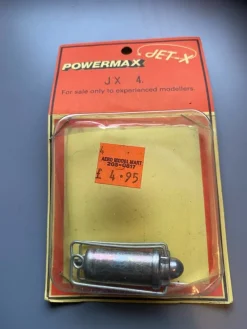 POWERMAX JET-X
JX 4.
For sale only to experienced modellers.
AERO MODEL MART
£ 4.95